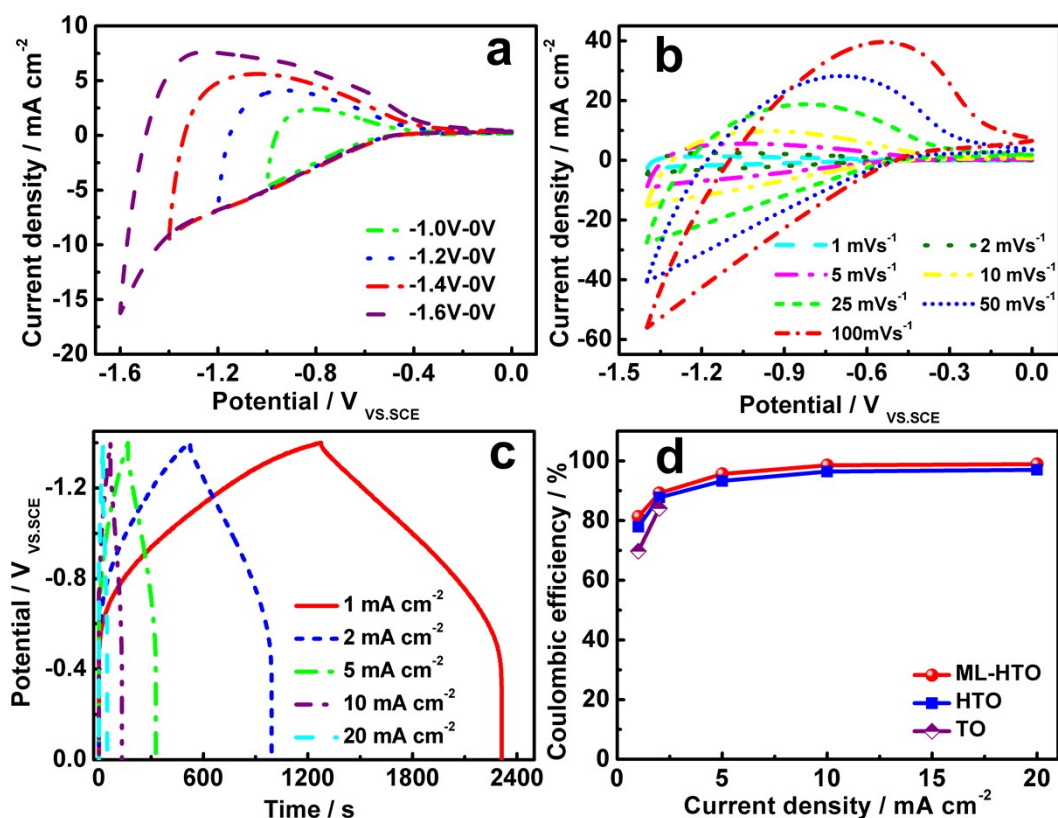 a
Current density / mA cm⁻²
10
5
0
-5
-10
-15
-20
-1.6 -1.2 -0.8 -0.4 0.0
Potential / V VS.SCE
-1.0V-0V
-1.2V-0V
-1.4V-0V
-1.6V-0V
b
Current density / mA cm⁻²
40
20
0
-20
-40
-60
-1.5 -1.2 -0.9 -0.6 -0.3 0.0
Potential / V VS.SCE
1 mVs⁻¹ 2 mVs⁻¹
5 mVs⁻¹ 10 mVs⁻¹
25 mVs⁻¹ 50 mVs⁻¹
100mVs⁻¹
c
Potential / V VS.SCE
-1.2
-0.8
-0.4
0.0
0 600 1200 1800 2400
Time / s
1 mA cm⁻²
2 mA cm⁻²
5 mA cm⁻²
10 mA cm⁻²
20 mA cm⁻²
d
Coulombic efficiency / %
100
80
60
40
20
0
5 10 15 20
Current density / mA cm⁻²
ML-HTO
HTO
TO